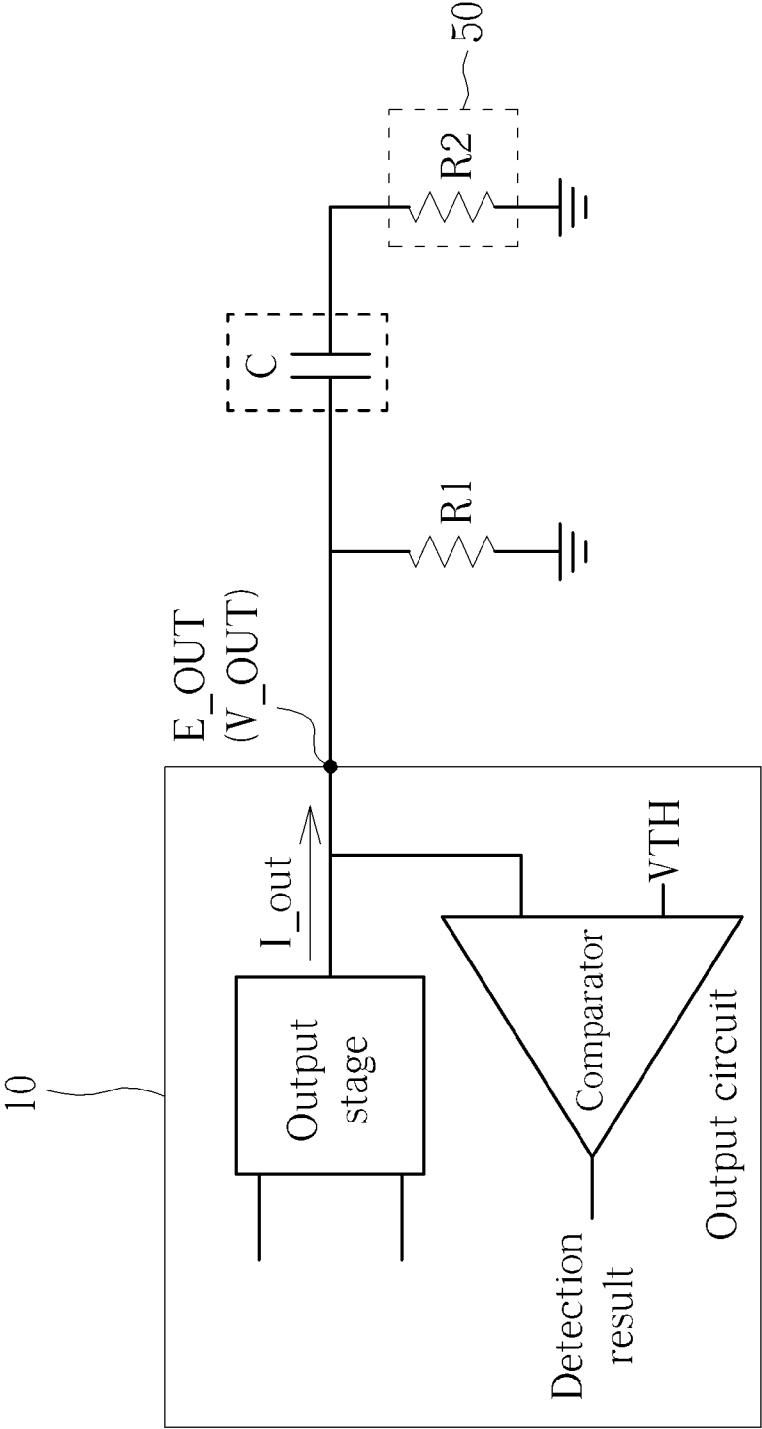 10
Output
stage
I_out
E_OUT
(V_OUT)
C
R1
R2
50
Comparator
VTH
Detection
result
Output circuit